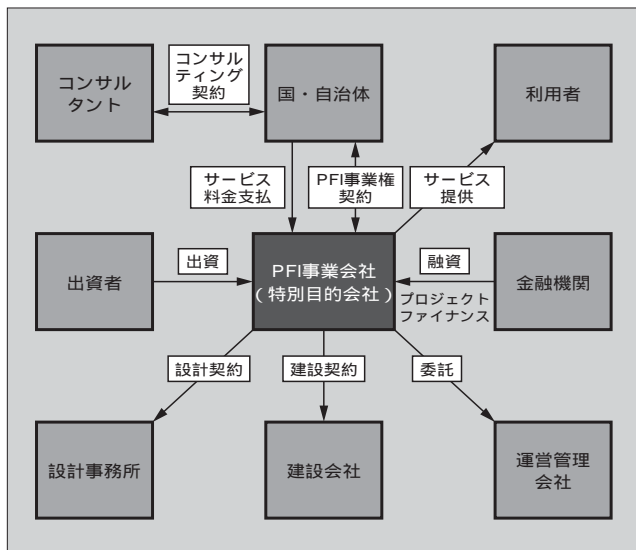 コンサル
タント
コンサル
ティング
契約
国・自治体
利用者
サービス
料金支払
PFI事業権
契約
サービス
提供
出資者
出資
PFI事業会社
(特別目的会社)
融資
プロジェクト
ファイナンス
金融機関
設計契約
建設契約
委託
設計事務所
建設会社
運営管理
会社